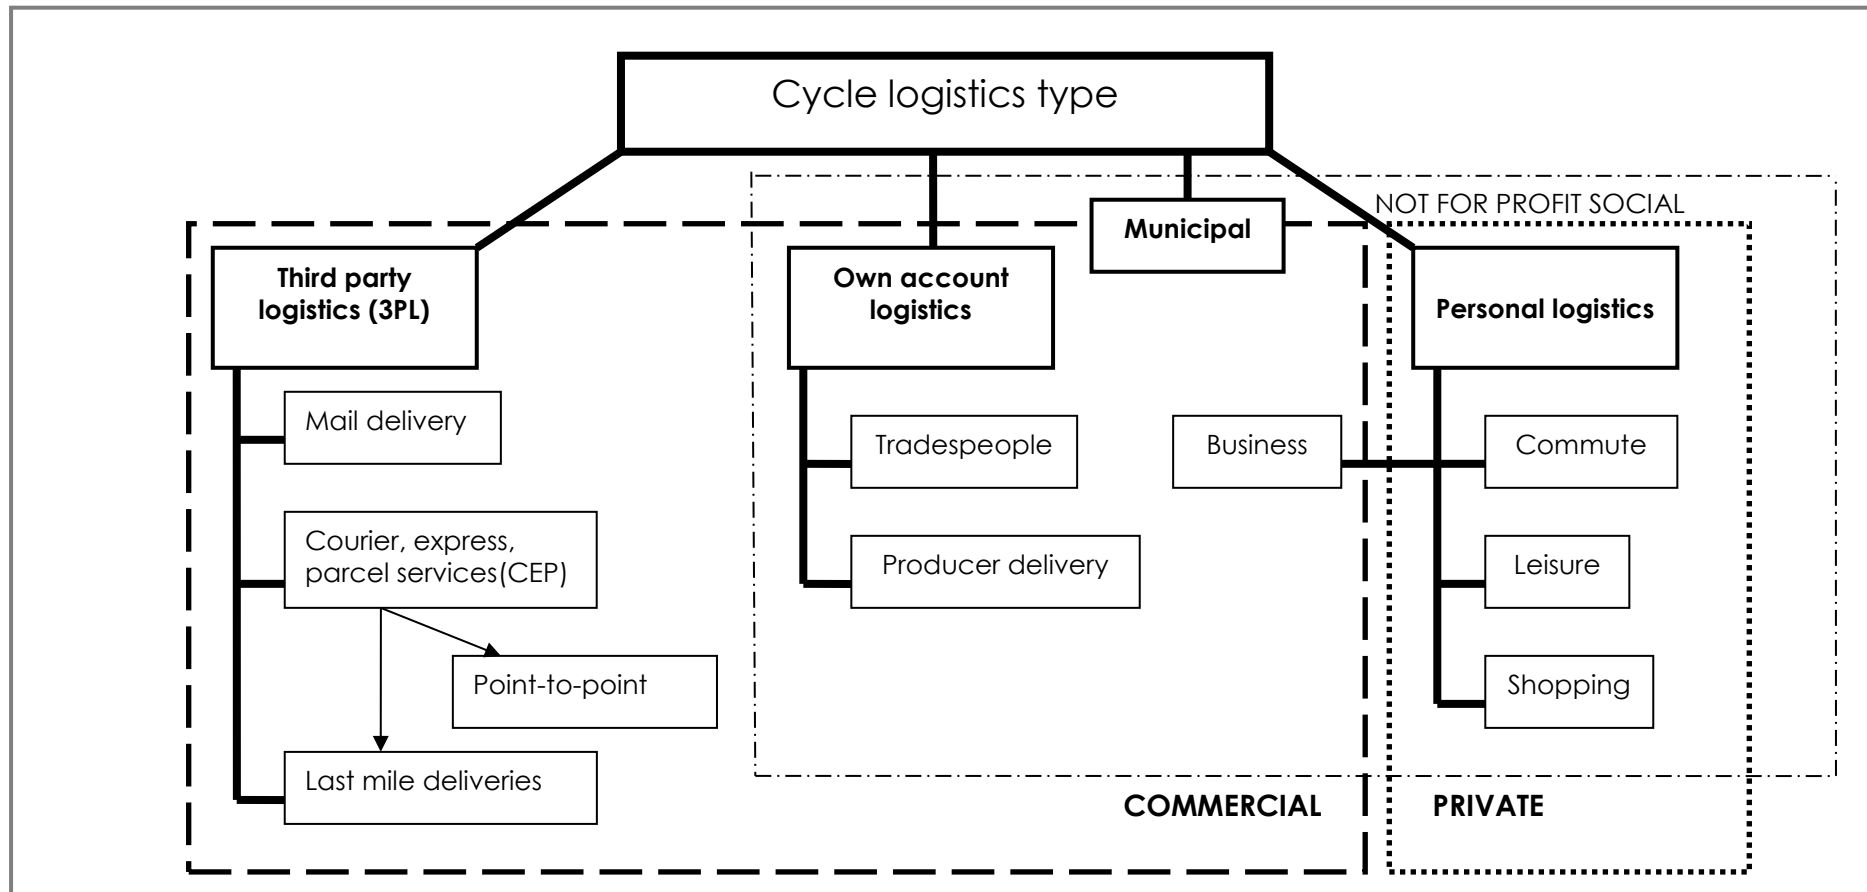 Cycle logistics type
NOT FOR PROFIT SOCIAL
Municipal
Third party
logistics (3PL)
Own account
logistics
Personal logistics
Mail delivery
Tradespeople
Business
Commute
Courier, express,
parcel services(CEP)
Producer delivery
Leisure
Point-to-point
Shopping
Last mile deliveries
COMMERCIAL
PRIVATE